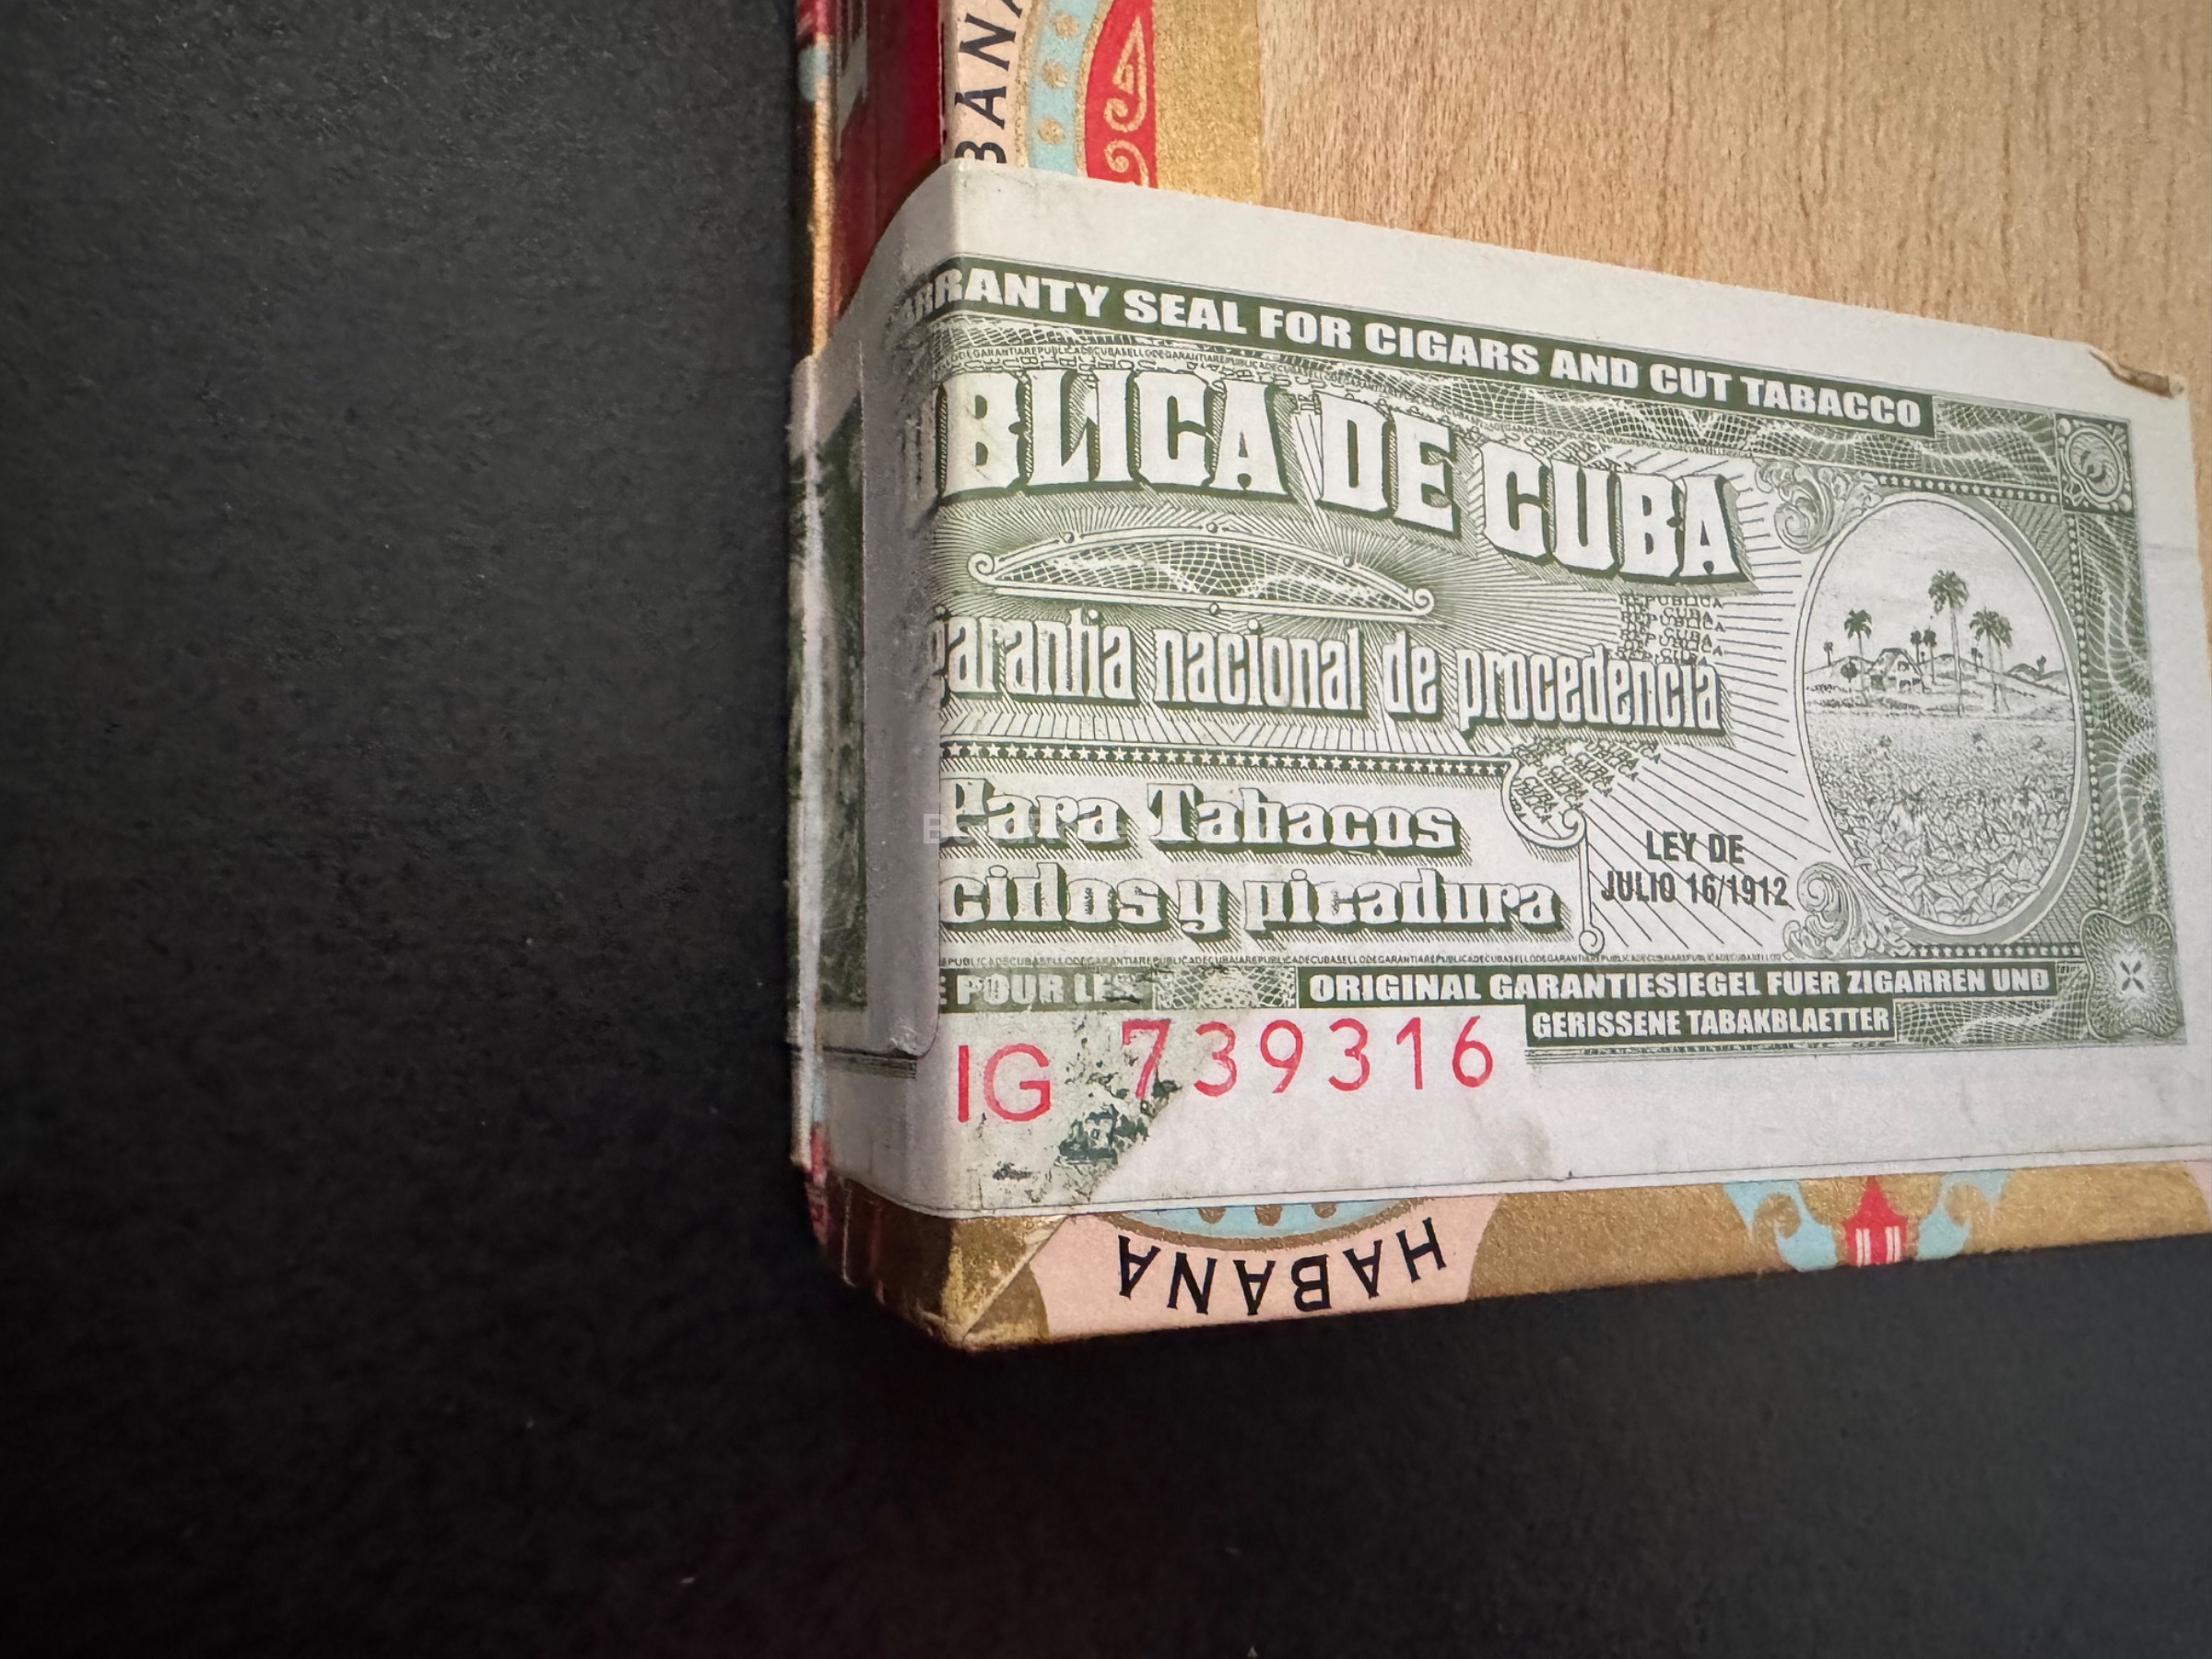 RRANTY SEAL FOR CIGARS AND CUT TABACCO
BLICA DE CUBA
garantia nacional de procedencia
Para Tabacos
cidos y picadura
LEY DE
JULIO 16/1912
E POUR LES
ORIGINAL GARANTIESIEGEL FUER ZIGARREN UND
GERISSENE TABAKBLAETTER
IG 739316
HABANA